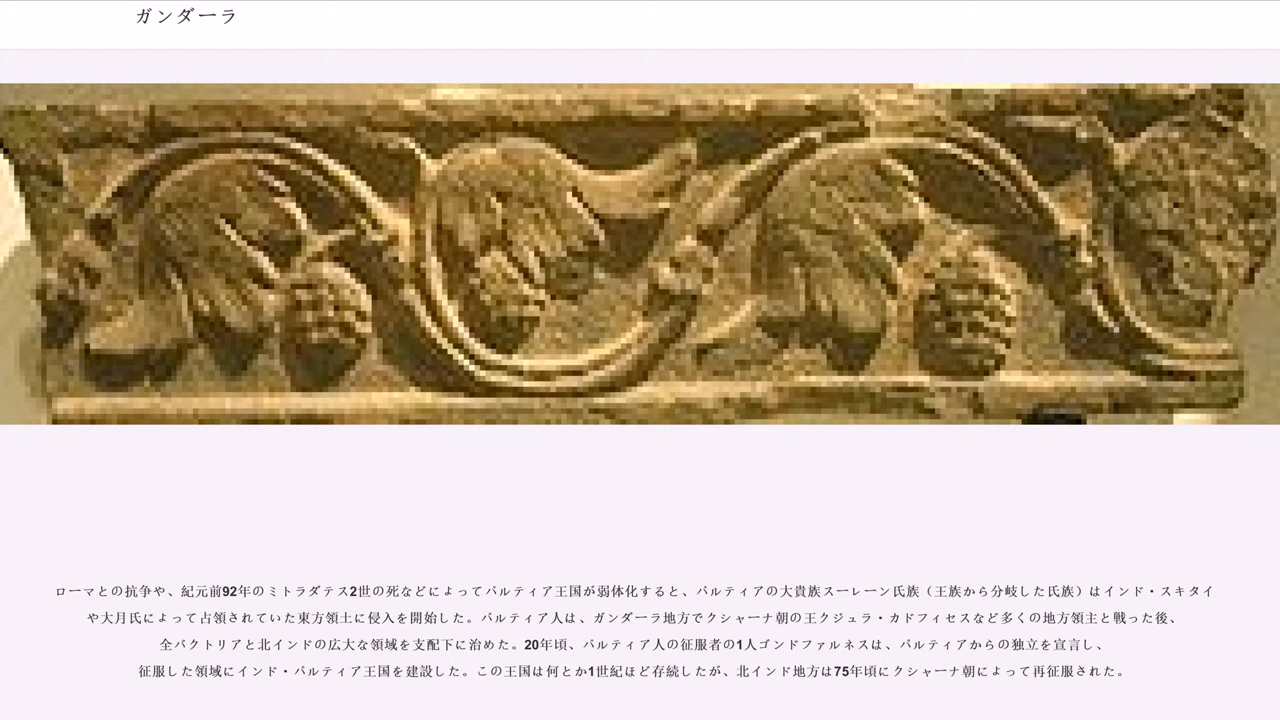 ガンダーラ
ローマとの抗争や、紀元前92年のミトラダテス2世の死などによってパルティア王国が弱体化すると、パルティアの大貴族スーレーン氏族（王族から分岐した氏族）はインド・スキタイ
や大月氏によって占領されていた東方領土に侵入を開始した。パルティア人は、ガンダーラ地方でクシャーナ朝の王クジュラ・カドフィセスなど多くの地方領主と戦った後、
全バクトリアと北インドの広大な領域を支配下に治めた。20年頃、パルティア人の征服者の1人ゴンドファルネスは、パルティアからの独立を宣言し、
征服した領域にインド・パルティア王国を建設した。この王国は何とか1世紀ほど存続したが、北インド地方は75年頃にクシャーナ朝によって再征服された。